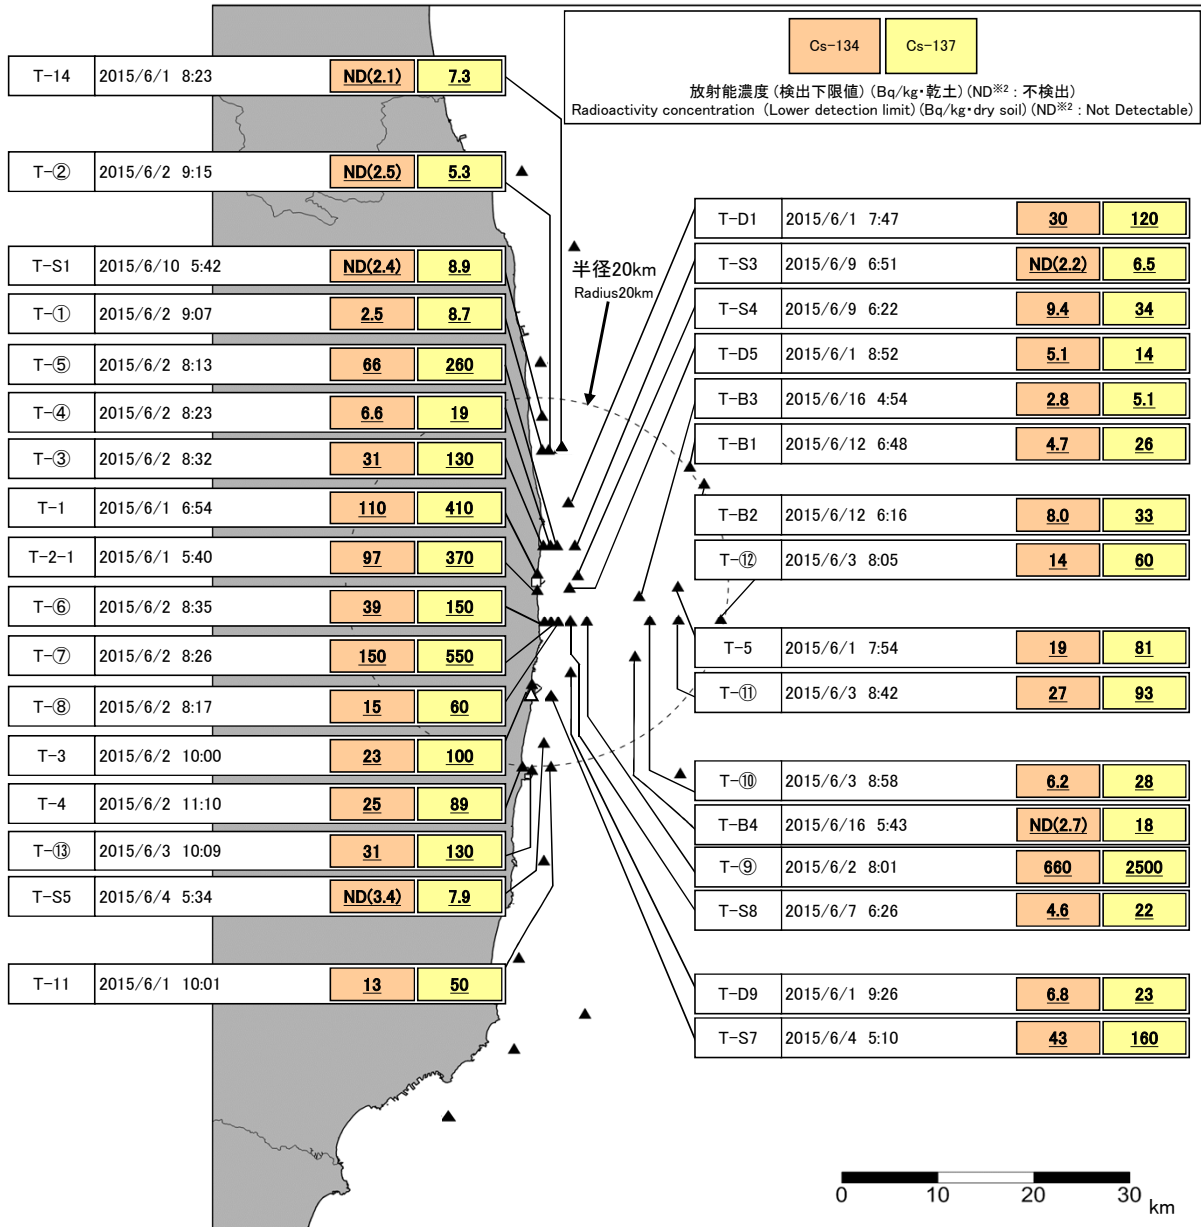 Cs-134 Cs-137
放射能濃度 (検出下限値) (Bq/kg・乾土) (ND※2 : 不検出)
Radioactivity concentration (Lower detection limit) (Bq/kg・dry soil) (ND※2 : Not Detectable)
T-14 2015/6/1 8:23 ND(2.1) 7.3
T-② 2015/6/2 9:15 ND(2.5) 5.3
T-S1 2015/6/10 5:42 ND(2.4) 8.9
T-① 2015/6/2 9:07 2.5 8.7
T-⑤ 2015/6/2 8:13 66 260
T-④ 2015/6/2 8:23 6.6 19
T-③ 2015/6/2 8:32 31 130
T-1 2015/6/1 6:54 110 410
T-2-1 2015/6/1 5:40 97 370
T-⑥ 2015/6/2 8:35 39 150
T-⑦ 2015/6/2 8:26 150 550
T-⑧ 2015/6/2 8:17 15 60
T-3 2015/6/2 10:00 23 100
T-4 2015/6/2 11:10 25 89
T-⑬ 2015/6/3 10:09 31 130
T-S5 2015/6/4 5:34 ND(3.4) 7.9
T-11 2015/6/1 10:01 13 50
半径20km
Radius20km
T-D1 2015/6/1 7:47 30 120
T-S3 2015/6/9 6:51 ND(2.2) 6.5
T-S4 2015/6/9 6:22 9.4 34
T-D5 2015/6/1 8:52 5.1 14
T-B3 2015/6/16 4:54 2.8 5.1
T-B1 2015/6/12 6:48 4.7 26
T-B2 2015/6/12 6:16 8.0 33
T-⑫ 2015/6/3 8:05 14 60
T-5 2015/6/1 7:54 19 81
T-⑪ 2015/6/3 8:42 27 93
T-⑩ 2015/6/3 8:58 6.2 28
T-B4 2015/6/16 5:43 ND(2.7) 18
T-⑨ 2015/6/2 8:01 660 2500
T-S8 2015/6/7 6:26 4.6 22
T-D9 2015/6/1 9:26 6.8 23
T-S7 2015/6/4 5:10 43 160
0 10 20 30 km